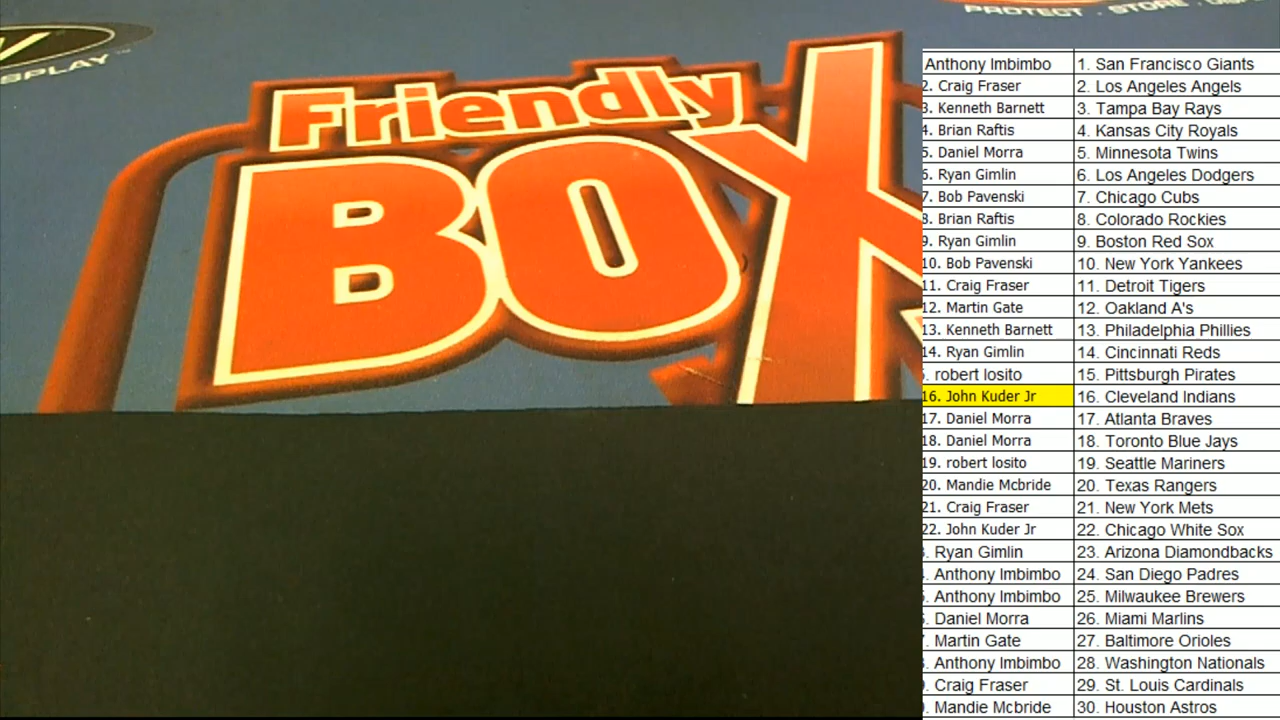 PROTECT . STORE .
SPLAY™
Friendly
BOX
Anthony Imbimbo 1. San Francisco Giants
2. Craig Fraser 2. Los Angeles Angels
3. Kenneth Barnett 3. Tampa Bay Rays
4. Brian Raftis 4. Kansas City Royals
5. Daniel Morra 5. Minnesota Twins
6. Ryan Gimlin 6. Los Angeles Dodgers
7. Bob Pavenski 7. Chicago Cubs
8. Brian Raftis 8. Colorado Rockies
9. Ryan Gimlin 9. Boston Red Sox
10. Bob Pavenski 10. New York Yankees
11. Craig Fraser 11. Detroit Tigers
12. Martin Gate 12. Oakland A's
13. Kenneth Barnett 13. Philadelphia Phillies
14. Ryan Gimlin 14. Cincinnati Reds
. robert losito 15. Pittsburgh Pirates
16. John Kuder Jr 16. Cleveland Indians
17. Daniel Morra 17. Atlanta Braves
18. Daniel Morra 18. Toronto Blue Jays
19. robert losito 19. Seattle Mariners
20. Mandie Mcbride 20. Texas Rangers
21. Craig Fraser 21. New York Mets
22. John Kuder Jr 22. Chicago White Sox
. Ryan Gimlin 23. Arizona Diamondbacks
. Anthony Imbimbo 24. San Diego Padres
. Anthony Imbimbo 25. Milwaukee Brewers
. Daniel Morra 26. Miami Marlins
. Martin Gate 27. Baltimore Orioles
. Anthony Imbimbo 28. Washington Nationals
. Craig Fraser 29. St. Louis Cardinals
. Mandie Mcbride 30. Houston Astros